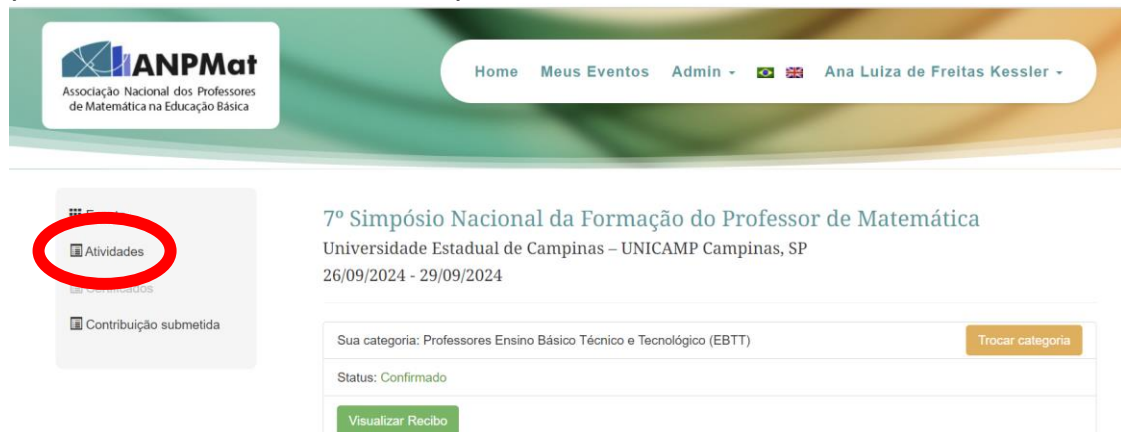 ANPMat
Associação Nacional dos Professores
de Matemática na Educação Básica
Home Meus Eventos Admin Ana Luiza de Freitas Kessler
Atividades
Certificados
Contribuição submetida
7º Simpósio Nacional da Formação do Professor de Matemática
Universidade Estadual de Campinas – UNICAMP Campinas, SP
26/09/2024 - 29/09/2024
Sua categoria: Professores Ensino Básico Técnico e Tecnológico (EBTT)
Trocar categoria
Status: Confirmado
Visualizar Recibo